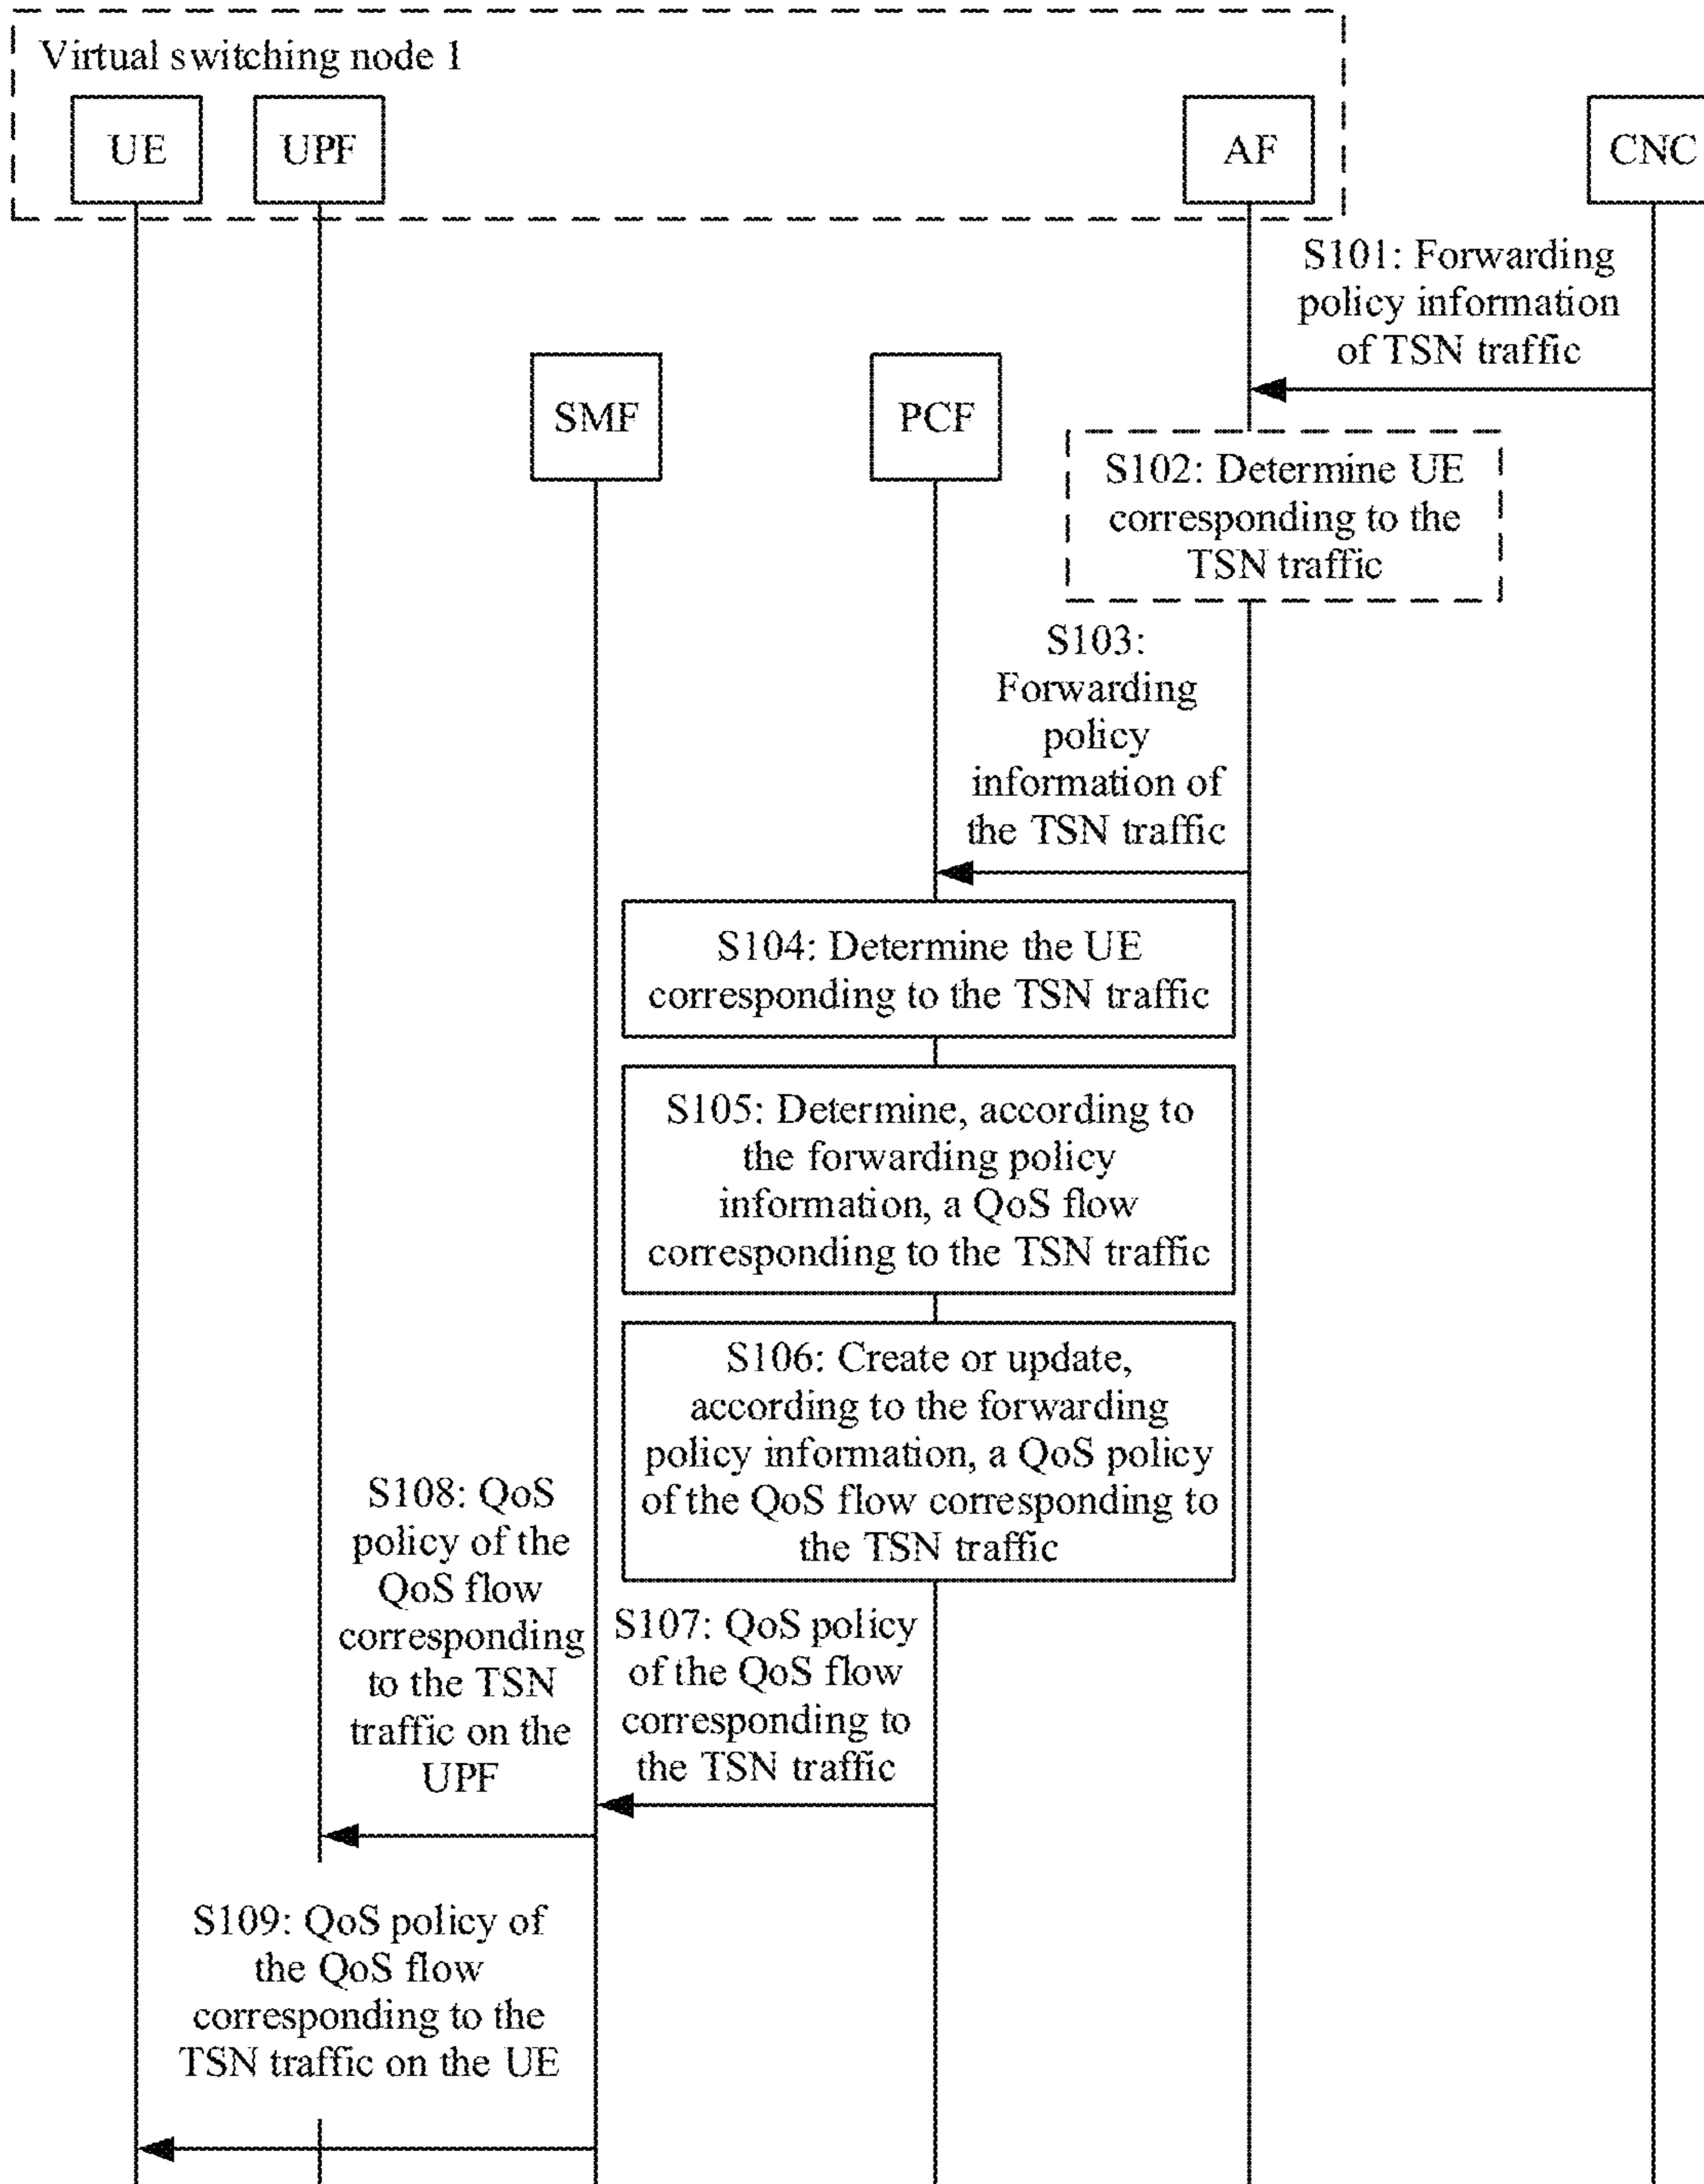 Virtual switching node 1
UE
UPF
AF
CNC
S101: Forwarding
policy information
of TSN traffic
SMF
PCF
S102: Determine UE
corresponding to the
TSN traffic
S103:
Forwarding
policy
information of
the TSN traffic
S104: Determine the UE
corresponding to the TSN traffic
S105: Determine, according to
the forwarding policy
information, a QoS flow
corresponding to the TSN traffic
S106: Create or update,
according to the forwarding
policy information, a QoS policy
of the QoS flow corresponding to
the TSN traffic
S107: QoS policy
of the QoS flow
corresponding to
the TSN traffic
S108: QoS
policy of the
QoS flow
corresponding
to the TSN
traffic on the
UPF
S109: QoS policy of
the QoS flow
corresponding to the
TSN traffic on the UE